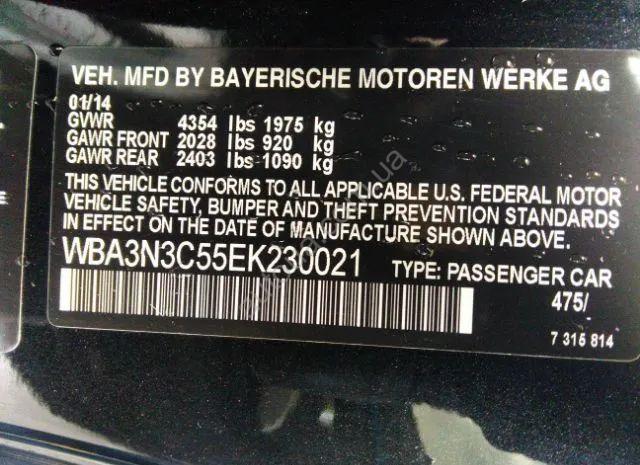 VEH. MFD BY BAYERISCHE MOTOREN WERKE AG
01/14
GVWR 4354 lbs 1975 kg
GAWR FRONT 2028 lbs 920 kg
GAWR REAR 2403 lbs 1090 kg
THIS VEHICLE CONFORMS TO ALL APPLICABLE U.S. FEDERAL MOTOR
VEHICLE SAFETY, BUMPER AND THEFT PREVENTION STANDARDS
IN EFFECT ON THE DATE OF MANUFACTURE SHOWN ABOVE.
WBA3N3C55EK230021 TYPE: PASSENGER CAR
475/
7 315 814